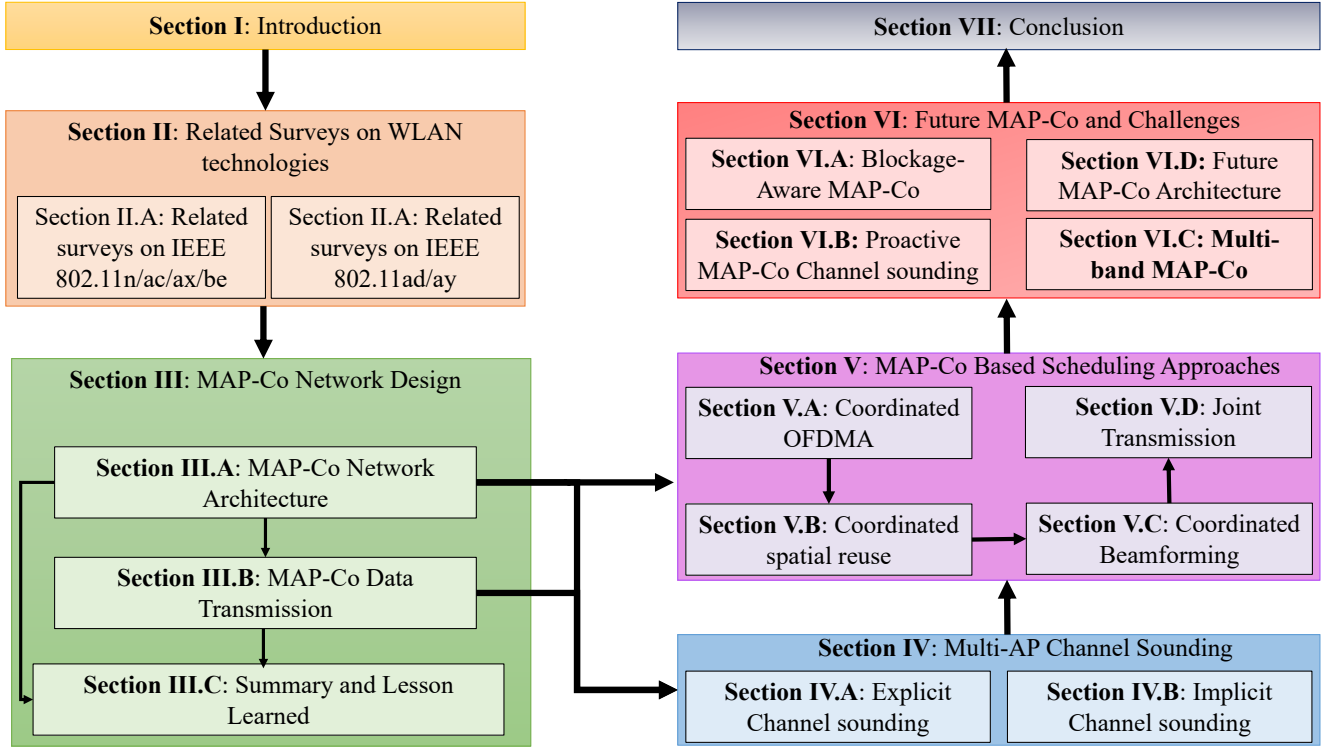 Section I: Introduction
Section II: Related Surveys on WLAN
technologies
Section II.A: Related
surveys on IEEE
802.11n/ac/ax/be
Section II.A: Related
surveys on IEEE
802.11ad/ay
Section III: MAP-Co Network Design
Section III.A: MAP-Co Network
Architecture
Section III.B: MAP-Co Data
Transmission
Section III.C: Summary and Lesson
Learned
Section VII: Conclusion
Section VI: Future MAP-Co and Challenges
Section VI.A: Blockage-
Aware MAP-Co
Section VI.D: Future
MAP-Co Architecture
Section VI.B: Proactive
MAP-Co Channel sounding
Section VI.C: Multi-
band MAP-Co
Section V: MAP-Co Based Scheduling Approaches
Section V.A: Coordinated
OFDMA
Section V.D: Joint
Transmission
Section V.B: Coordinated
spatial reuse
Section V.C: Coordinated
Beamforming
Section IV: Multi-AP Channel Sounding
Section IV.A: Explicit
Channel sounding
Section IV.B: Implicit
Channel sounding